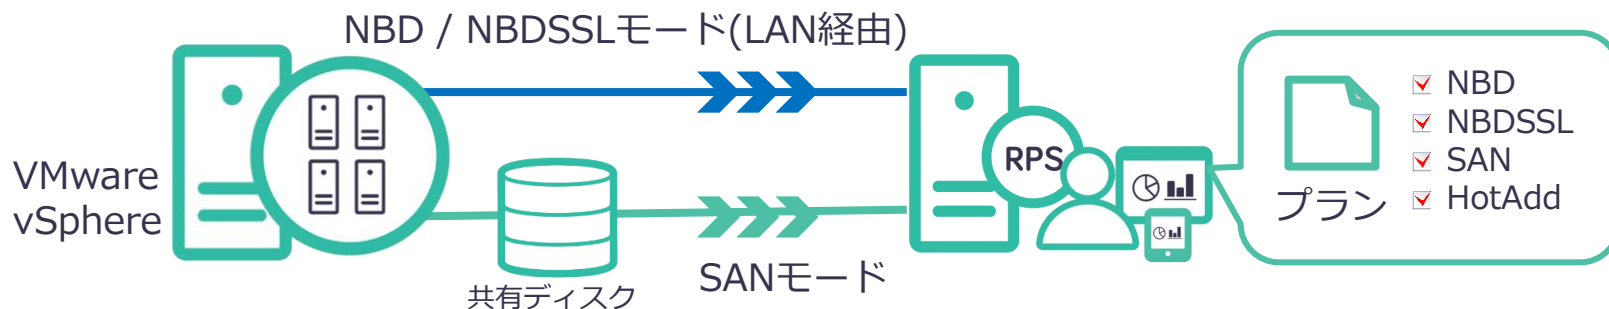 NBD / NBDSSLモード(LAN経由)
VMware
vSphere
共有ディスク
SANモード
RPS
プラン
NBD
NBDSSL
SAN
HotAdd